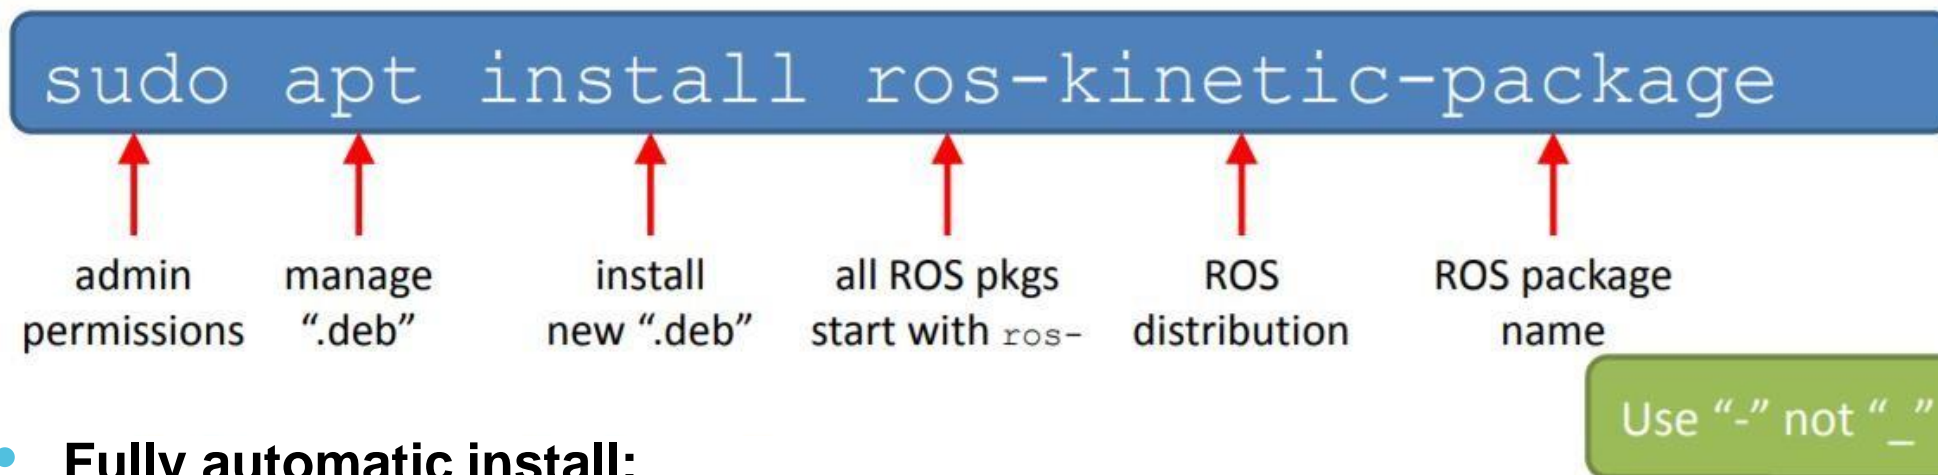 sudo apt install ros-kinetic-package
admin manage install all ROS pkgs ROS ROS package
permissions “.deb” new “.deb” start with ros- distribution name
Use “-” not “_”
Fully automatic install: